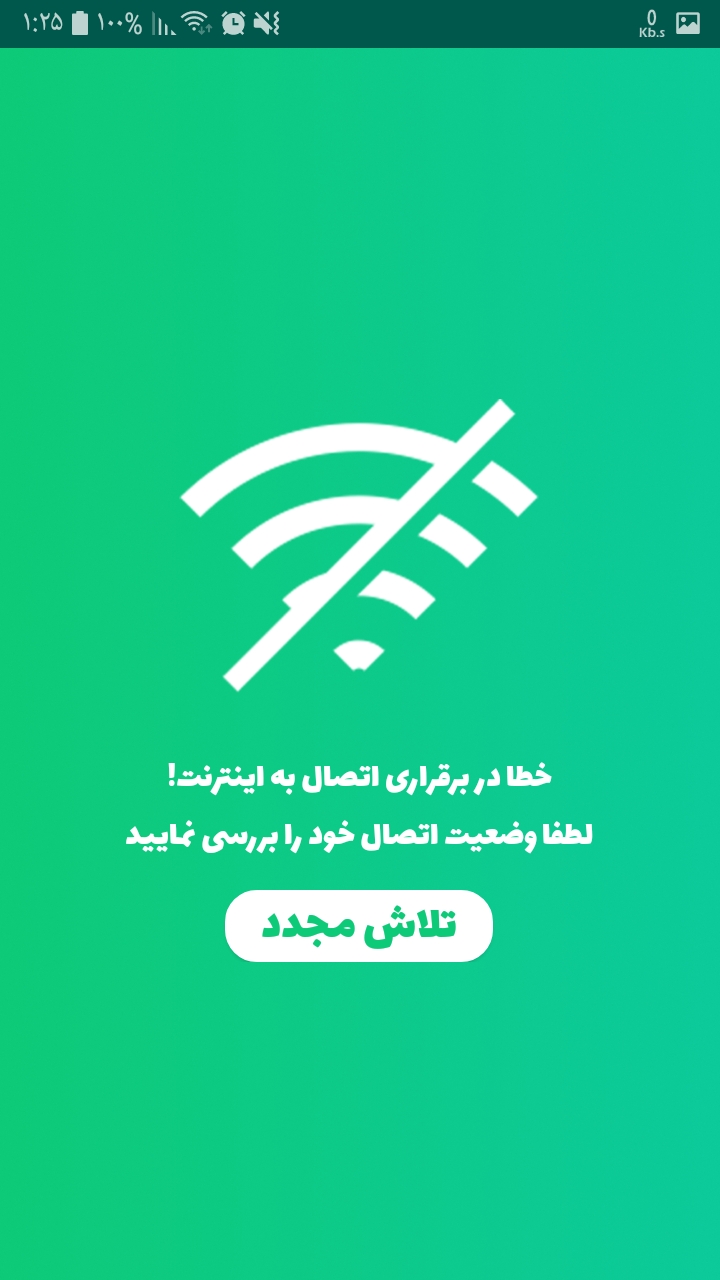 ۱:۲۵ ۱۰۰% 0 Kb.s
خطا در برقراری اتصال به اینترنت!
لطفا وضعیت اتصال خود را بررسی نمایید
تلاش مجدد